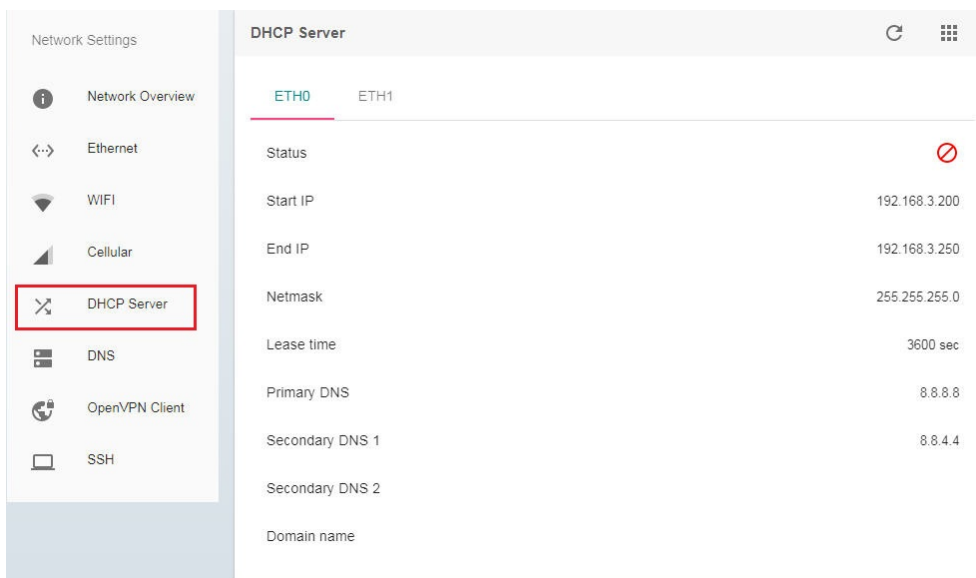 Network Settings
Network Overview
Ethernet
WIFI
Cellular
DHCP Server
DNS
OpenVPN Client
SSH
DHCP Server
ETH0 ETH1
Status
Start IP 192.168.3.200
End IP 192.168.3.250
Netmask 255.255.255.0
Lease time 3600 sec
Primary DNS 8.8.8.8
Secondary DNS 1 8.8.4.4
Secondary DNS 2
Domain name